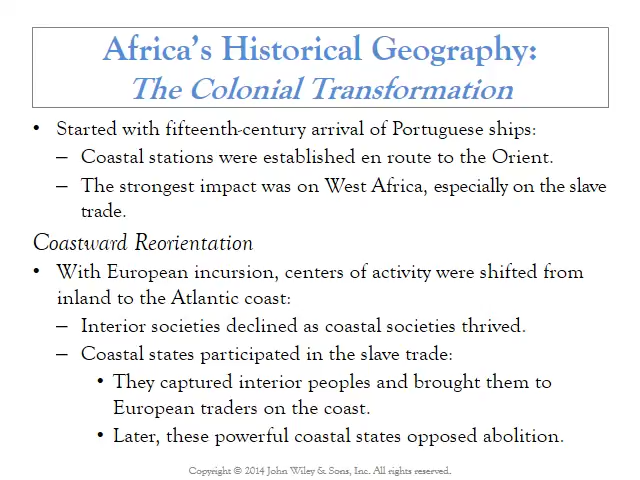 Africa's Historical Geography:
The Colonial Transformation
• Started with fifteenth-century arrival of Portuguese ships:
– Coastal stations were established en route to the Orient.
– The strongest impact was on West Africa, especially on the slave
trade.
Coastward Reorientation
• With European incursion, centers of activity were shifted from
inland to the Atlantic coast:
– Interior societies declined as coastal societies thrived.
– Coastal states participated in the slave trade:
• They captured interior peoples and brought them to
European traders on the coast.
• Later, these powerful coastal states opposed abolition.
Copyright © 2014 John Wiley & Sons, Inc. All rights reserved.